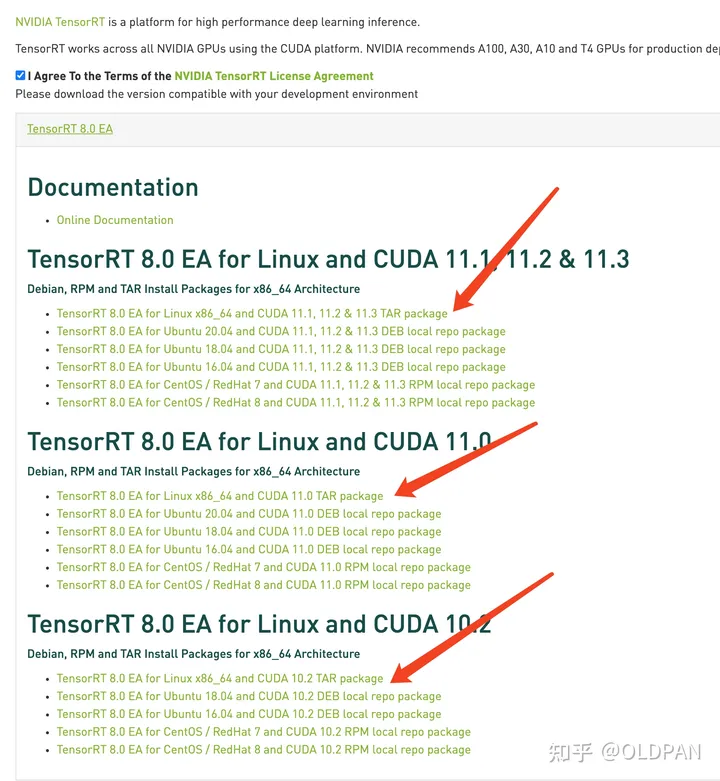 NVIDIA TensorRT is a platform for high performance deep learning inference.
TensorRT works across all NVIDIA GPUs using the CUDA platform. NVIDIA recommends A100, A30, A10 and T4 GPUs for production
I Agree To the Terms of the NVIDIA TensorRT License Agreement
Please download the version compatible with your development environment
TensorRT 8.0 EA
Documentation
• Online Documentation
TensorRT 8.0 EA for Linux and CUDA 11.1, 11.2 & 11.3
Debian, RPM and TAR Install Packages for x86_64 Architecture
• TensorRT 8.0 EA for Linux x86_64 and CUDA 11.1, 11.2 & 11.3 TAR package
• TensorRT 8.0 EA for Ubuntu 20.04 and CUDA 11.1, 11.2 & 11.3 DEB local repo package
• TensorRT 8.0 EA for Ubuntu 18.04 and CUDA 11.1, 11.2 & 11.3 DEB local repo package
• TensorRT 8.0 EA for Ubuntu 16.04 and CUDA 11.1, 11.2 & 11.3 DEB local repo package
• TensorRT 8.0 EA for CentOS / RedHat 7 and CUDA 11.1, 11.2 & 11.3 RPM local repo package
• TensorRT 8.0 EA for CentOS / RedHat 8 and CUDA 11.1, 11.2 & 11.3 RPM local repo package
TensorRT 8.0 EA for Linux and CUDA 11.0
Debian, RPM and TAR Install Packages for x86_64 Architecture
• TensorRT 8.0 EA for Linux x86_64 and CUDA 11.0 TAR package
• TensorRT 8.0 EA for Ubuntu 20.04 and CUDA 11.0 DEB local repo package
• TensorRT 8.0 EA for Ubuntu 18.04 and CUDA 11.0 DEB local repo package
• TensorRT 8.0 EA for Ubuntu 16.04 and CUDA 11.0 DEB local repo package
• TensorRT 8.0 EA for CentOS / RedHat 7 and CUDA 11.0 RPM local repo package
• TensorRT 8.0 EA for CentOS / RedHat 8 and CUDA 11.0 RPM local repo package
TensorRT 8.0 EA for Linux and CUDA 10.2
Debian, RPM and TAR Install Packages for x86_64 Architecture
• TensorRT 8.0 EA for Linux x86_64 and CUDA 10.2 TAR package
• TensorRT 8.0 EA for Ubuntu 18.04 and CUDA 10.2 DEB local repo package
• TensorRT 8.0 EA for Ubuntu 16.04 and CUDA 10.2 DEB local repo package
• TensorRT 8.0 EA for CentOS / RedHat 7 and CUDA 10.2 RPM local repo package
• TensorRT 8.0 EA for CentOS / RedHat 8 and CUDA 10.2 RPM local repo package
知乎 @OLDPAN